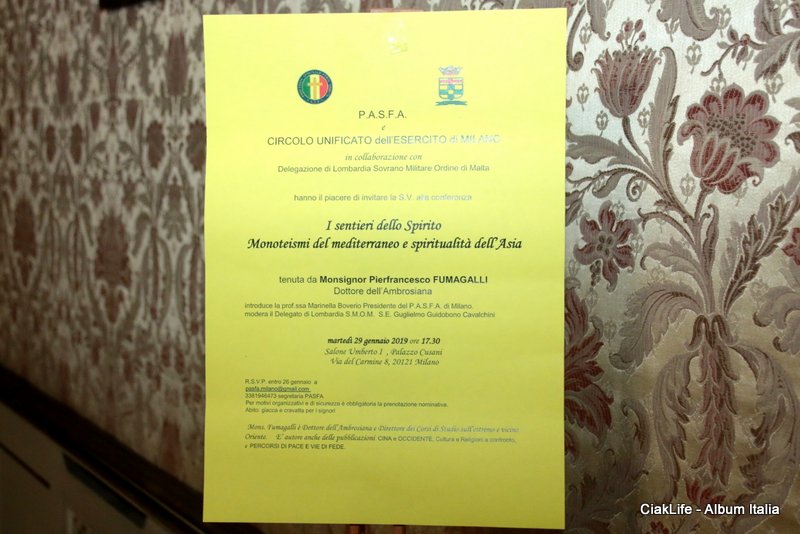 P.A.S.F.A.
e
CIRCOLO UNIFICATO dell'ESERCITO di MILANO
in collaborazione con
Delegazione di Lombardia Sovrano Militare Ordine di Malta
hanno il piacere di invitare la S.V. alla conferenza
I sentieri dello Spirito
Monoteismi del mediterraneo e spiritualità dell'Asia
tenuta da Monsignor Pierfrancesco FUMAGALLI
Dottore dell'Ambrosiana
introduce la prof.ssa Marinella Boverio Presidente del P.A.S.F.A. di Milano.
modera il Delegato di Lombardia S.M.O.M. S.E. Guglielmo Guidobono Cavalchini
martedì 29 gennaio 2019 ore 17.30
Salone Umberto I , Palazzo Cusani
Via del Carmine 8, 20121 Milano
R.S.V.P. entro 26 gennaio a
pasfa.milano@gmail.com
3381946473 segretaria PASFA
Per motivi organizzativi e di sicurezza è obbligatoria la prenotazione nominativa.
Abito: giacca e cravatta per i signori
Mons. Fumagalli è Dottore dell'Ambrosiana e Direttore dei Corsi di Studio sull'estremo e vicino
Oriente. E' autore anche delle pubblicazioni CINA e OCCIDENTE, Cultura e Religioni a confronto,
e PERCORSI DI PACE E VIE DI FEDE.
CiakLife - Album Italia